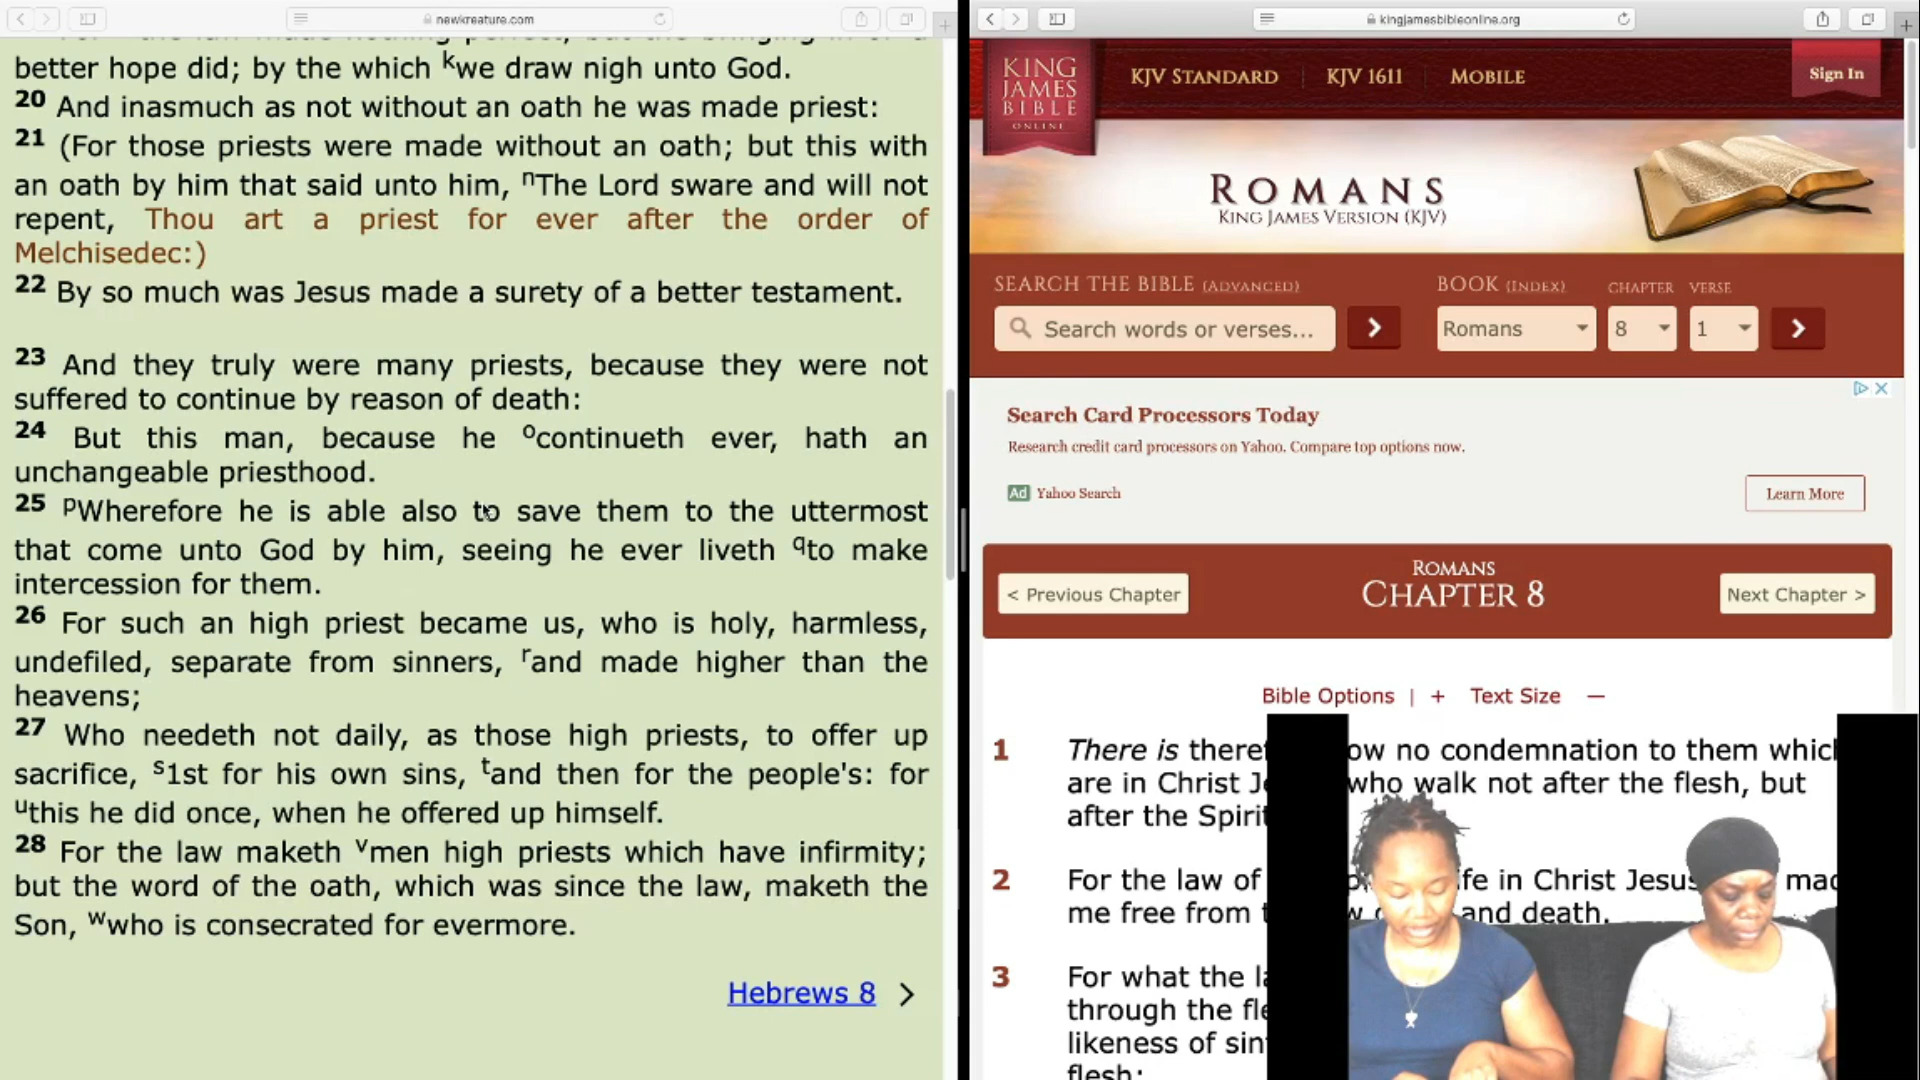 newkreature.com
better hope did; by the which kwe draw nigh unto God.
20 And inasmuch as not without an oath he was made priest:
21 (For those priests were made without an oath; but this with
an oath by him that said unto him, nThe Lord sware and will not
repent, Thou art a priest for ever after the order of
Melchisedec:)
22 By so much was Jesus made a surety of a better testament.
23 And they truly were many priests, because they were not
suffered to continue by reason of death:
24 But this man, because he ocontinueth ever, hath an
unchangeable priesthood.
25 pWherefore he is able also to save them to the uttermost
that come unto God by him, seeing he ever liveth qto make
intercession for them.
26 For such an high priest became us, who is holy, harmless,
undefiled, separate from sinners, rand made higher than the
heavens;
27 Who needeth not daily, as those high priests, to offer up
sacrifice, s1st for his own sins, tand then for the people's: for
uthis he did once, when he offered up himself.
28 For the law maketh vmen high priests which have infirmity;
but the word of the oath, which was since the law, maketh the
Son, wwho is consecrated for evermore.
Hebrews 8 >
kingjamesbibleonline.org
KING
JAMES
BIBLE
ONLINE
KJV STANDARD
KJV 1611
MOBILE
Sign In
ROMANS
KING JAMES VERSION (KJV)
SEARCH THE BIBLE (ADVANCED)
BOOK (INDEX) CHAPTER VERSE
Search words or verses...
Romans 8 1
Search Card Processors Today
Research credit card processors on Yahoo. Compare top options now.
Ad Yahoo Search
Learn More
< Previous Chapter
ROMANS
CHAPTER 8
Next Chapter >
Bible Options | + Text Size —
1 There is no condemnation to them which
are in Christ who walk not after the flesh, but
after the
2 For the law of in Christ Jesus
me free from and death.
3 For what the
through the
likeness of
flesh: